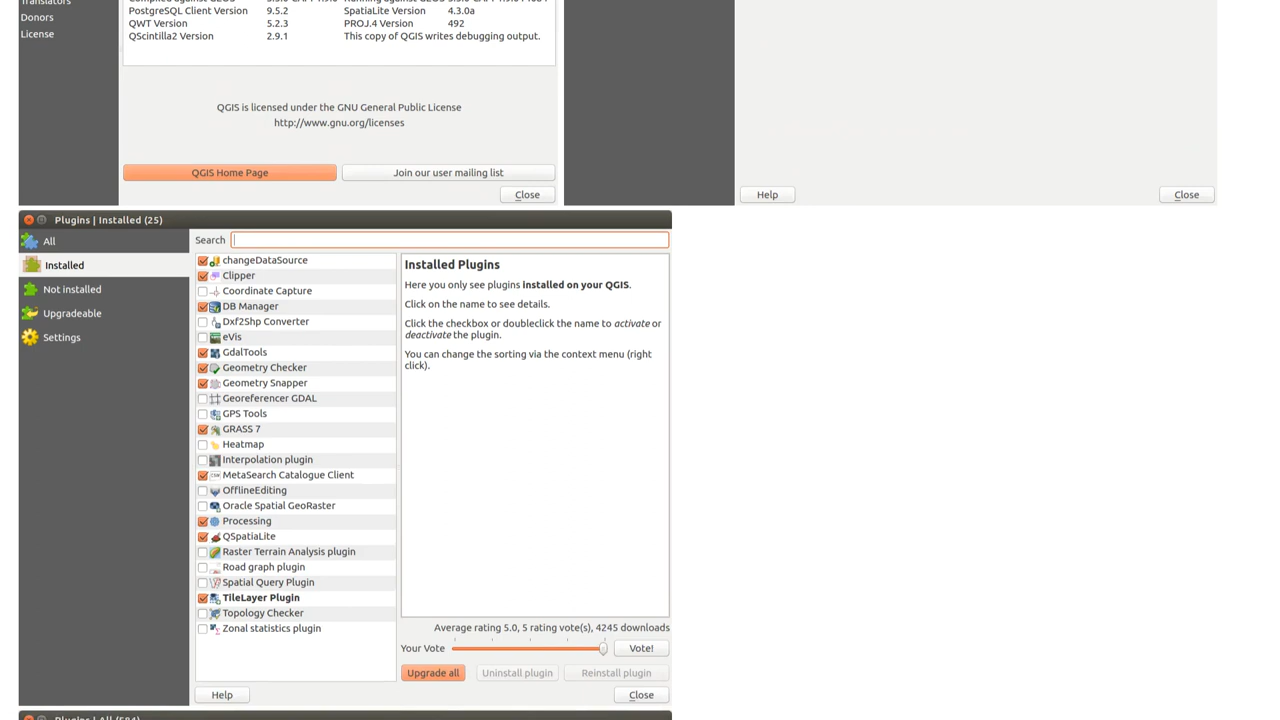 Translators
Donors
License
PostgreSQL Client Version 9.5.2 SpatiaLite Version 4.3.0a
QWT Version 5.2.3 PROJ.4 Version 492
QScintilla2 Version 2.9.1 This copy of QGIS writes debugging output.
QGIS is licensed under the GNU General Public License
http://www.gnu.org/licenses
QGIS Home Page
Join our user mailing list
Close
Help
Close
Plugins | Installed (25)
All
Installed
Not installed
Upgradeable
Settings
Search
changeDataSource
Clipper
Coordinate Capture
DB Manager
Dxf2Shp Converter
eVis
GdalTools
Geometry Checker
Geometry Snapper
Georeferencer GDAL
GPS Tools
GRASS 7
Heatmap
Interpolation plugin
MetaSearch Catalogue Client
OfflineEditing
Oracle Spatial GeoRaster
Processing
QSpatiaLite
Raster Terrain Analysis plugin
Road graph plugin
Spatial Query Plugin
TileLayer Plugin
Topology Checker
Zonal statistics plugin
Installed Plugins
Here you only see plugins installed on your QGIS.
Click on the name to see details.
Click the checkbox or doubleclick the name to activate or
deactivate the plugin.
You can change the sorting via the context menu (right
click).
Average rating 5.0, 5 rating vote(s), 4245 downloads
Your Vote
Vote!
Upgrade all
Uninstall plugin
Reinstall plugin
Help
Close
Plugins | All (584)